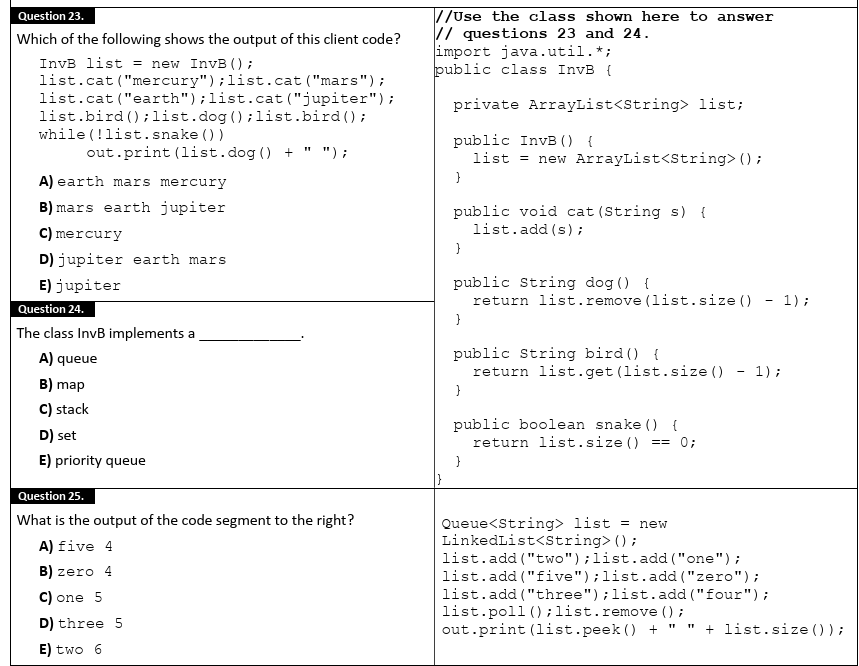 Question 23.
Which of the following shows the output of this client code?
InvB list = new InvB();
list.cat("mercury");list.cat("mars");
list.cat("earth");list.cat("jupiter");
list.bird();list.dog();list.bird();
while(!list.snake())
out.print(list.dog() + " ");
A) earth mars mercury
B) mars earth jupiter
C) mercury
D) jupiter earth mars
E) jupiter
Question 24.
The class InvB implements a ______________.
A) queue
B) map
C) stack
D) set
E) priority queue
//Use the class shown here to answer
// questions 23 and 24.
import java.util.*;
public class InvB {
private ArrayList<String> list;
public InvB() {
list = new ArrayList<String>();
}
public void cat(String s) {
list.add(s);
}
public String dog() {
return list.remove(list.size() - 1);
}
public String bird() {
return list.get(list.size() - 1);
}
public boolean snake() {
return list.size() == 0;
}
}
Question 25.
What is the output of the code segment to the right?
A) five 4
B) zero 4
C) one 5
D) three 5
E) two 6
Queue<String> list = new
LinkedList<String>();
list.add("two");list.add("one");
list.add("five");list.add("zero");
list.add("three");list.add("four");
list.poll();list.remove();
out.print(list.peek() + " " + list.size());